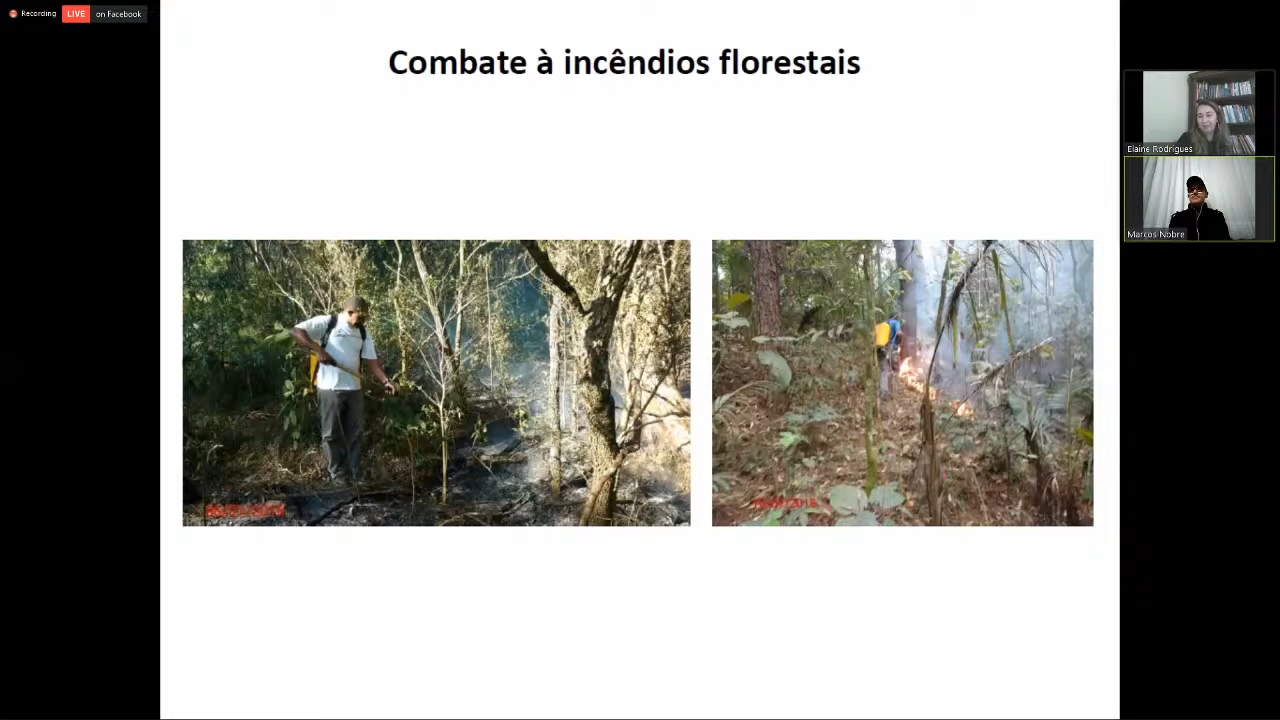 Recording LIVE on Facebook
Combate à incêndios florestais
Elaine Rodrigues
Marcos Nobre